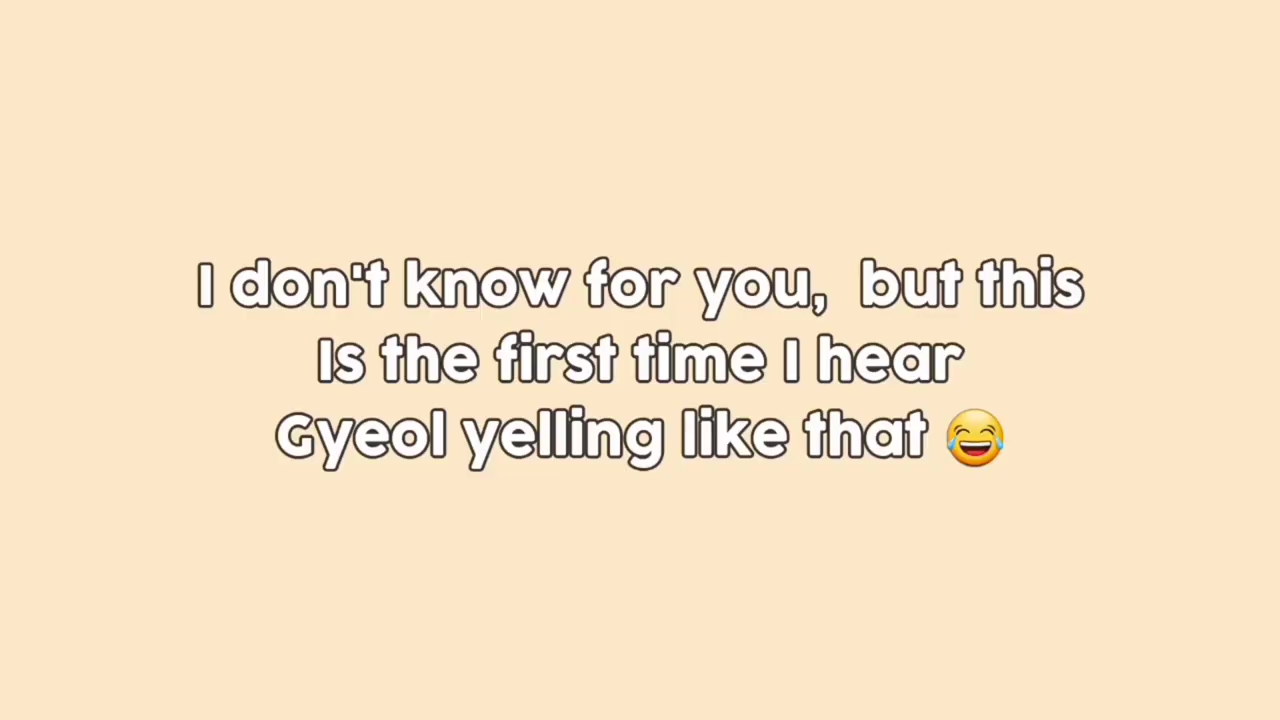 I don't know for you,  but this
Is the first time I hear
Gyeol yelling like that 😂